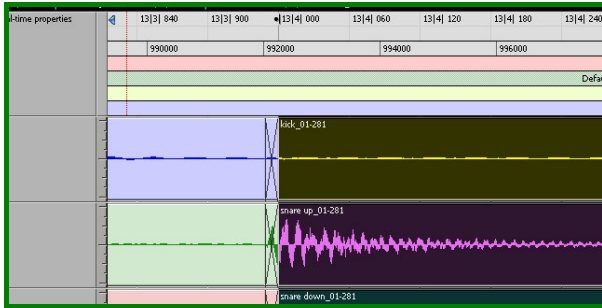 al-time properties 13|3| 840 13|3| 900 13|4| 000 13|4| 060 13|4| 120 13|4| 180 13|4| 240
990000 992000 994000 996000
Defau
kick_01-281
snare up_01-281
snare down_01-281